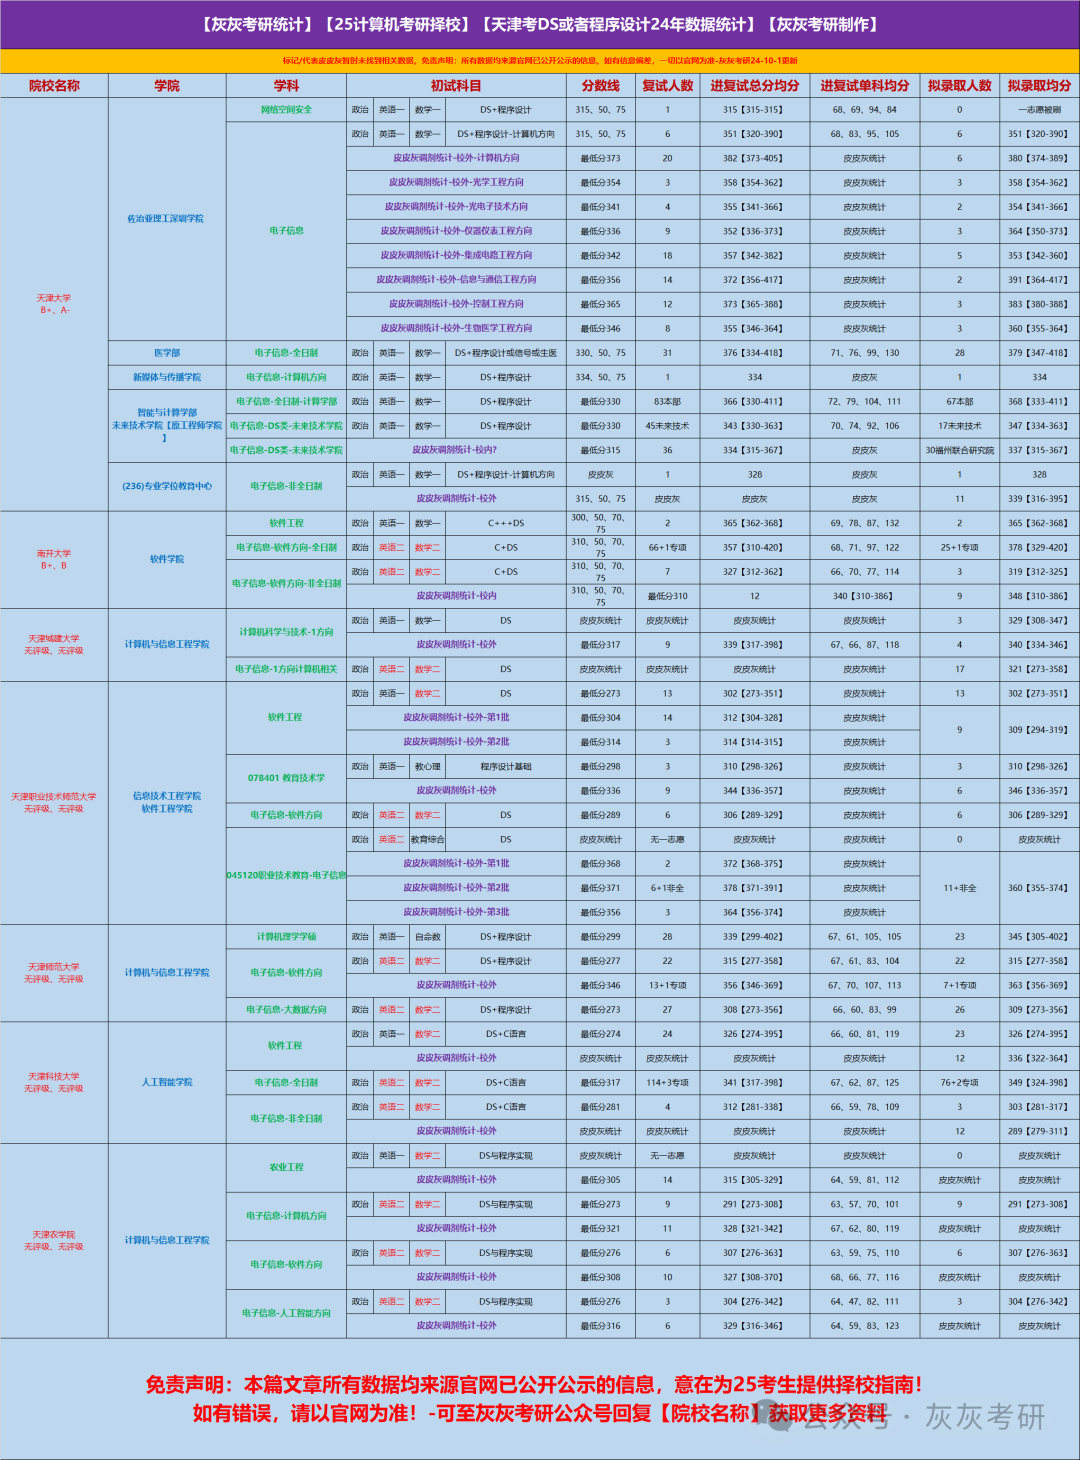 【灰灰考研统计】【25计算机考研择校】【天津考DS或者程序设计24年数据统计】【灰灰考研制作】
标记/代表皮皮灰暂时未找到相关数据，免责声明：所有数据均来源官网已公开公示的信息，如有信息偏差，一切以官网为准-灰灰考研24-10-1更新
院校名称 学院 学科 初试科目 分数线 复试人数 进复试总分均分 进复试单科均分 拟录取人数 拟录取均分
天津大学
B+、A-
佐治亚理工深圳学院
网络空间安全 政治 英语一 数学一 DS+程序设计 315、50、75 1 315【315-315】 68、69、94、84 0 一志愿被刷
电子信息
政治 英语一 数学一 DS+程序设计-计算机方向 315、50、75 6 351【320-390】 68、83、95、105 6 351【320-390】
皮皮灰调剂统计-校外-计算机方向 最低分373 20 382【373-405】 皮皮灰统计 6 380【374-389】
皮皮灰调剂统计-校外-光学工程方向 最低分354 3 358【354-362】 皮皮灰统计 3 358【354-362】
皮皮灰调剂统计-校外-光电子技术方向 最低分341 4 355【341-366】 皮皮灰统计 2 354【341-366】
皮皮灰调剂统计-校外-仪器仪表工程方向 最低分336 9 352【336-373】 皮皮灰统计 3 364【350-373】
皮皮灰调剂统计-校外-集成电路工程方向 最低分342 18 357【342-382】 皮皮灰统计 5 353【342-360】
皮皮灰调剂统计-校外-信息与通信工程方向 最低分356 14 372【356-417】 皮皮灰统计 2 391【364-417】
皮皮灰调剂统计-校外-控制工程方向 最低分365 12 373【365-388】 皮皮灰统计 3 383【380-388】
皮皮灰调剂统计-校外-生物医学工程方向 最低分346 8 355【346-364】 皮皮灰统计 3 360【355-364】
医学部 电子信息-全日制 政治 英语一 数学一 DS+程序设计或信号或生医 330、50、75 31 376【334-418】 71、76、99、130 28 379【347-418】
新媒体与传播学院 电子信息-计算机方向 政治 英语一 数学一 DS+程序设计 334、50、75 1 334 皮皮灰 1 334
智能与计算学部
未来技术学院【原工程师学院
】
电子信息-全日制-计算学部 政治 英语一 数学一 DS+程序设计 最低分330 83本部 366【330-411】 72、79、104、111 67本部 368【333-411】
电子信息-DS类-未来技术学院 政治 英语一 数学一 DS+程序设计 最低分330 45未来技术 343【330-363】 70、74、92、106 17未来技术 347【334-363】
电子信息-DS类-未来技术学院 皮皮灰调剂统计-校内? 最低分315 36 334【315-367】 皮皮灰 30福州联合研究院 337【315-367】
(236)专业学位教育中心 电子信息-非全日制
政治 英语一 数学一 DS+程序设计-计算机方向 皮皮灰 1 328 皮皮灰 1 328
皮皮灰调剂统计-校外 315、50、75 皮皮灰 皮皮灰 皮皮灰 11 339【316-395】
南开大学
B+、B
软件学院
软件工程 政治 英语一 数学一 C+++DS 300、50、70、
75 2 365【362-368】 69、78、87、132 2 365【362-368】
电子信息-软件方向-全日制 政治 英语二 数学二 C+DS 310、50、70、
75 66+1专项 357【310-420】 68、71、97、122 25+1专项 378【329-420】
电子信息-软件方向-非全日制
政治 英语二 数学二 C+DS 310、50、70、
75 7 327【312-362】 66、70、77、114 3 319【312-325】
皮皮灰调剂统计-校内 310、50、70、
75 最低分310 12 340【310-386】 9 348【310-386】
天津城建大学
无评级、无评级
计算机与信息工程学院
计算机科学与技术-1方向
政治 英语一 数学一 DS 皮皮灰统计 皮皮灰统计 皮皮灰统计 皮皮灰统计 3 329【308-347】
皮皮灰调剂统计-校外 最低分317 9 339【317-398】 67、66、87、118 4 340【334-346】
电子信息-1方向计算机相关 政治 英语二 数学二 DS 皮皮灰统计 皮皮灰统计 皮皮灰统计 皮皮灰统计 17 321【273-358】
天津职业技术师范大学
无评级、无评级
信息技术工程学院
软件工程学院
软件工程
政治 英语一 数学二 DS 最低分273 13 302【273-351】 皮皮灰统计 13 302【273-351】
皮皮灰调剂统计-校外-第1批 最低分304 14 312【304-328】 皮皮灰统计 9 309【294-319】
皮皮灰调剂统计-校外-第2批 最低分314 3 314【314-315】 皮皮灰统计
078401 教育技术学
政治 英语一 教心理 程序设计基础 最低分298 3 310【298-326】 皮皮灰统计 3 310【298-326】
皮皮灰调剂统计-校外 最低分336 9 344【336-357】 皮皮灰统计 6 346【336-357】
电子信息-软件方向 政治 英语二 数学二 DS 最低分289 6 306【289-329】 皮皮灰统计 6 306【289-329】
045120职业技术教育-电子信息
政治 英语二 教育综合 DS 皮皮灰统计 无一志愿 皮皮灰统计 皮皮灰统计 0 皮皮灰统计
皮皮灰调剂统计-校外-第1批 最低分368 2 372【368-375】 皮皮灰统计
皮皮灰调剂统计-校外-第2批 最低分371 6+1非全 378【371-391】 皮皮灰统计 11+非全 360【355-374】
皮皮灰调剂统计-校外-第3批 最低分356 3 364【356-374】 皮皮灰统计
天津师范大学
无评级、无评级
计算机与信息工程学院
计算机理学学硕 政治 英语一 自命数 DS+程序设计 最低分299 28 339【299-402】 67、61、105、105 23 345【305-402】
电子信息-软件方向
政治 英语二 数学二 DS+程序设计 最低分277 22 315【277-358】 67、61、83、104 22 315【277-358】
皮皮灰调剂统计-校外 最低分346 13+1专项 356【346-369】 67、70、107、113 7+1专项 363【356-369】
电子信息-大数据方向 政治 英语二 数学二 DS+程序设计 最低分273 27 308【273-356】 66、60、83、99 26 309【273-356】
天津科技大学
无评级、无评级
人工智能学院
软件工程
政治 英语一 数学二 DS+C语言 最低分274 24 326【274-395】 66、60、81、119 23 326【274-395】
皮皮灰调剂统计-校外 皮皮灰统计 皮皮灰统计 皮皮灰统计 皮皮灰统计 12 336【322-364】
电子信息-全日制 政治 英语二 数学二 DS+C语言 最低分317 114+3专项 341【317-398】 67、62、87、125 76+2专项 349【324-398】
电子信息-非全日制
政治 英语二 数学二 DS+C语言 最低分281 4 312【281-338】 66、59、78、109 3 303【281-317】
皮皮灰调剂统计-校外 皮皮灰统计 皮皮灰统计 皮皮灰统计 皮皮灰统计 12 289【279-311】
天津农学院
无评级、无评级
计算机与信息工程学院
农业工程
政治 英语一 数学二 DS与程序实现 皮皮灰统计 无一志愿 皮皮灰统计 皮皮灰统计 0 皮皮灰统计
皮皮灰调剂统计-校外 最低分305 14 315【305-329】 64、59、81、112 皮皮灰统计 皮皮灰统计
电子信息-计算机方向
政治 英语二 数学二 DS与程序实现 最低分273 9 291【273-308】 63、57、70、101 9 291【273-308】
皮皮灰调剂统计-校外 最低分321 11 328【321-342】 67、62、80、119 皮皮灰统计 皮皮灰统计
电子信息-软件方向
政治 英语二 数学二 DS与程序实现 最低分276 6 307【276-363】 63、59、75、110 6 307【276-363】
皮皮灰调剂统计-校外 最低分308 10 327【308-370】 68、66、77、116 皮皮灰统计 皮皮灰统计
电子信息-人工智能方向
政治 英语二 数学二 DS与程序实现 最低分276 3 304【276-342】 64、47、82、111 3 304【276-342】
皮皮灰调剂统计-校外 最低分316 6 329【316-346】 64、59、83、123 皮皮灰统计 皮皮灰统计
免责声明：本篇文章所有数据均来源官网已公开公示的信息，意在为25考生提供择校指南！
如有错误，请以官网为准！-可至灰灰考研公众号回复【院校名称】获取更多资料
公众号 · 灰灰考研